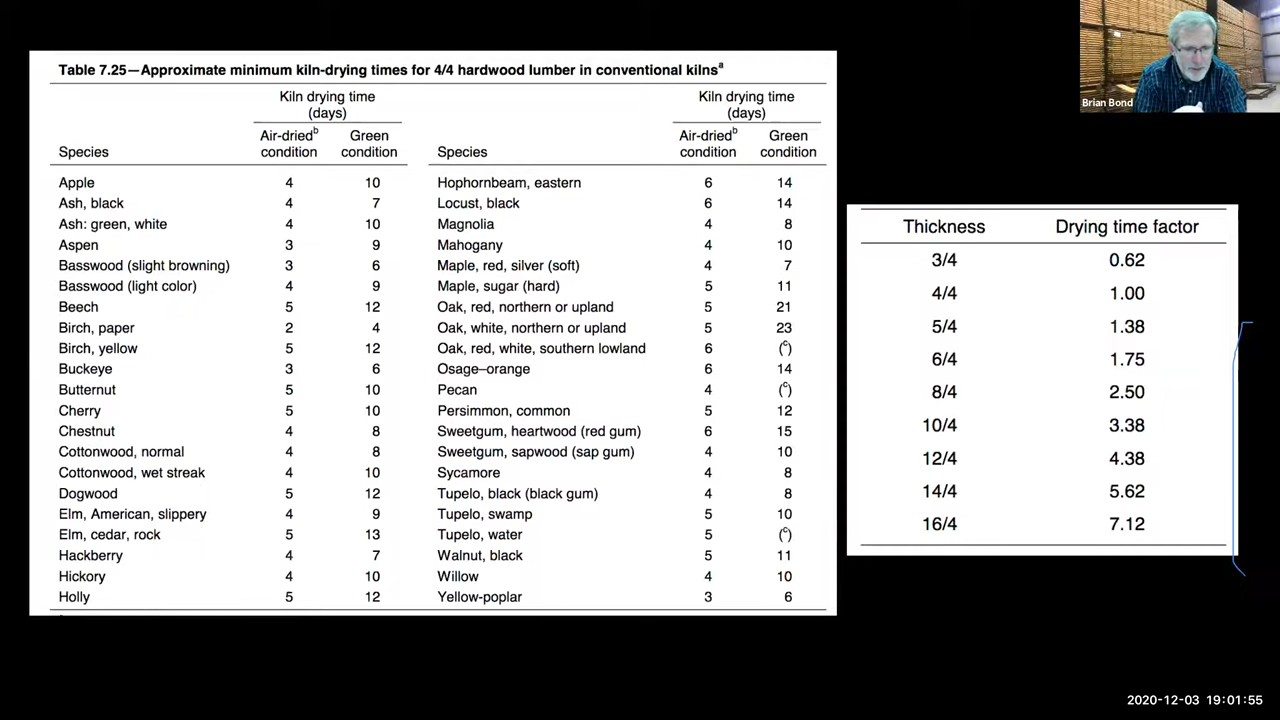 Table 7.25—Approximate minimum kiln-drying times for 4/4 hardwood lumber in conventional kilnsª
Kiln drying time (days) Kiln drying time (days)
Species Air-driedᵇ condition Green condition Species Air-driedᵇ condition Green condition
Apple 4 10 Hophornbeam, eastern 6 14
Ash, black 4 7 Locust, black 6 14
Ash: green, white 4 10 Magnolia 4 8
Aspen 3 9 Mahogany 4 10
Basswood (slight browning) 3 6 Maple, red, silver (soft) 4 7
Basswood (light color) 4 9 Maple, sugar (hard) 5 11
Beech 5 12 Oak, red, northern or upland 5 21
Birch, paper 2 4 Oak, white, northern or upland 5 23
Birch, yellow 5 12 Oak, red, white, southern lowland 6 (ᶜ)
Buckeye 3 6 Osage–orange 6 14
Butternut 5 10 Pecan 4 (ᶜ)
Cherry 5 10 Persimmon, common 5 12
Chestnut 4 8 Sweetgum, heartwood (red gum) 6 15
Cottonwood, normal 4 8 Sweetgum, sapwood (sap gum) 4 10
Cottonwood, wet streak 4 10 Sycamore 4 8
Dogwood 5 12 Tupelo, black (black gum) 4 8
Elm, American, slippery 4 9 Tupelo, swamp 5 10
Elm, cedar, rock 5 13 Tupelo, water 5 (ᶜ)
Hackberry 4 7 Walnut, black 5 11
Hickory 4 10 Willow 4 10
Holly 5 12 Yellow-poplar 3 6
Brian Bond
Thickness Drying time factor
3/4 0.62
4/4 1.00
5/4 1.38
6/4 1.75
8/4 2.50
10/4 3.38
12/4 4.38
14/4 5.62
16/4 7.12
2020-12-03 19:01:55